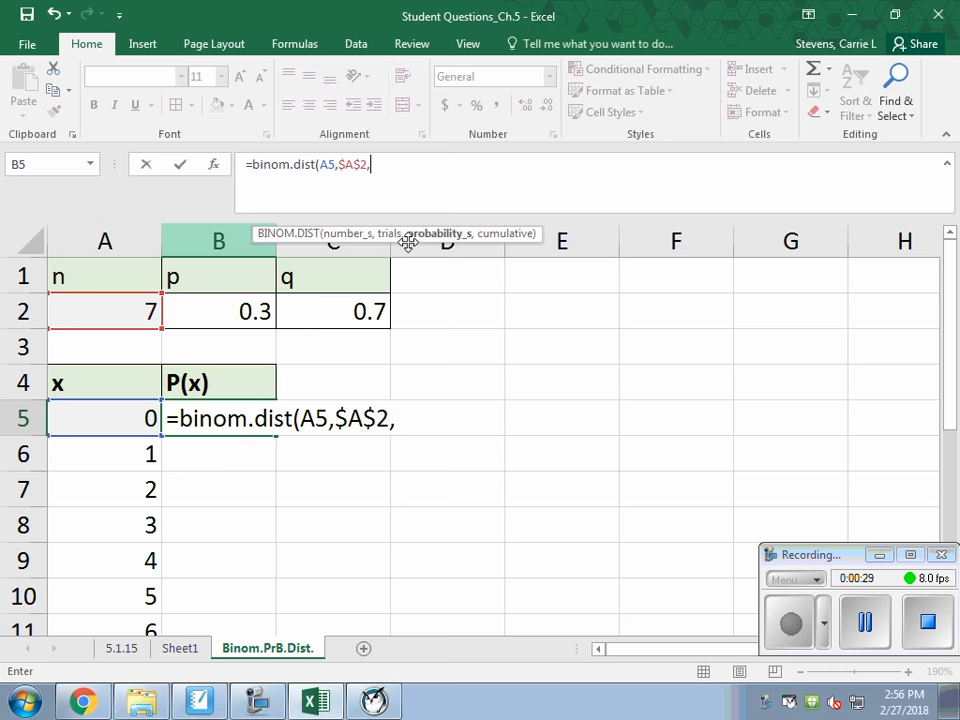 Student Questions_Ch.5 - Excel
File Home Insert Page Layout Formulas Data Review View Tell me what you want to do... Stevens, Carrie L Share
Paste
11 A A
B I U A
General
$ % ,
Conditional Formatting
Format as Table
Cell Styles
Insert
Delete
Format
Sort & Filter
Find & Select
Clipboard Font Alignment Number Styles Cells Editing
B5 fx =binom.dist(A5,$A$2,
BINOM.DIST(number_s, trials, probability_s, cumulative)
A B C D E F G H
1 n p q
2 7 0.3 0.7
3
4 x P(x)
5 0 =binom.dist(A5,$A$2,
6 1
7 2
8 3
9 4
10 5
11 6
Recording...
Menu 0:00:29 8.0 fps
5.1.15 Sheet1 Binom.PrB.Dist.
Enter 190%
2:56 PM
2/27/2018